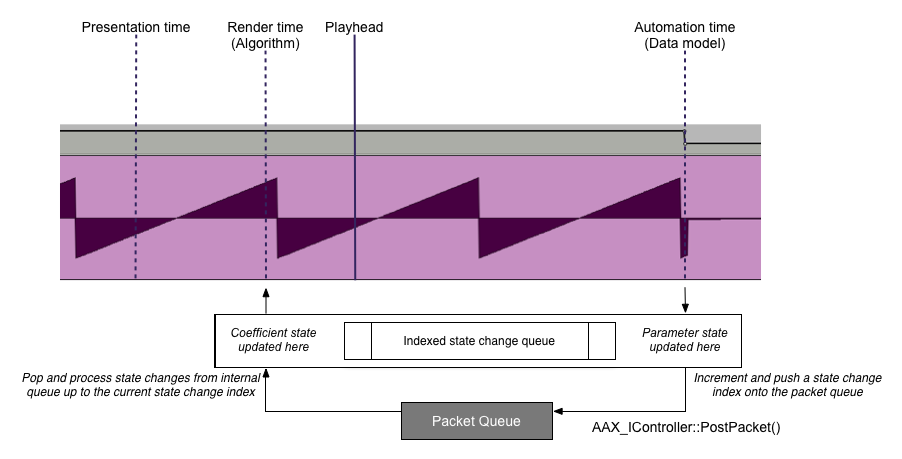 Presentation time
Render time
(Algorithm)
Playhead
Automation time
(Data model)
Coefficient state
updated here
Indexed state change queue
Parameter state
updated here
Pop and process state changes from internal
queue up to the current state change index
Increment and push a state change
index onto the packet queue
Packet Queue
AAX_IController::PostPacket()